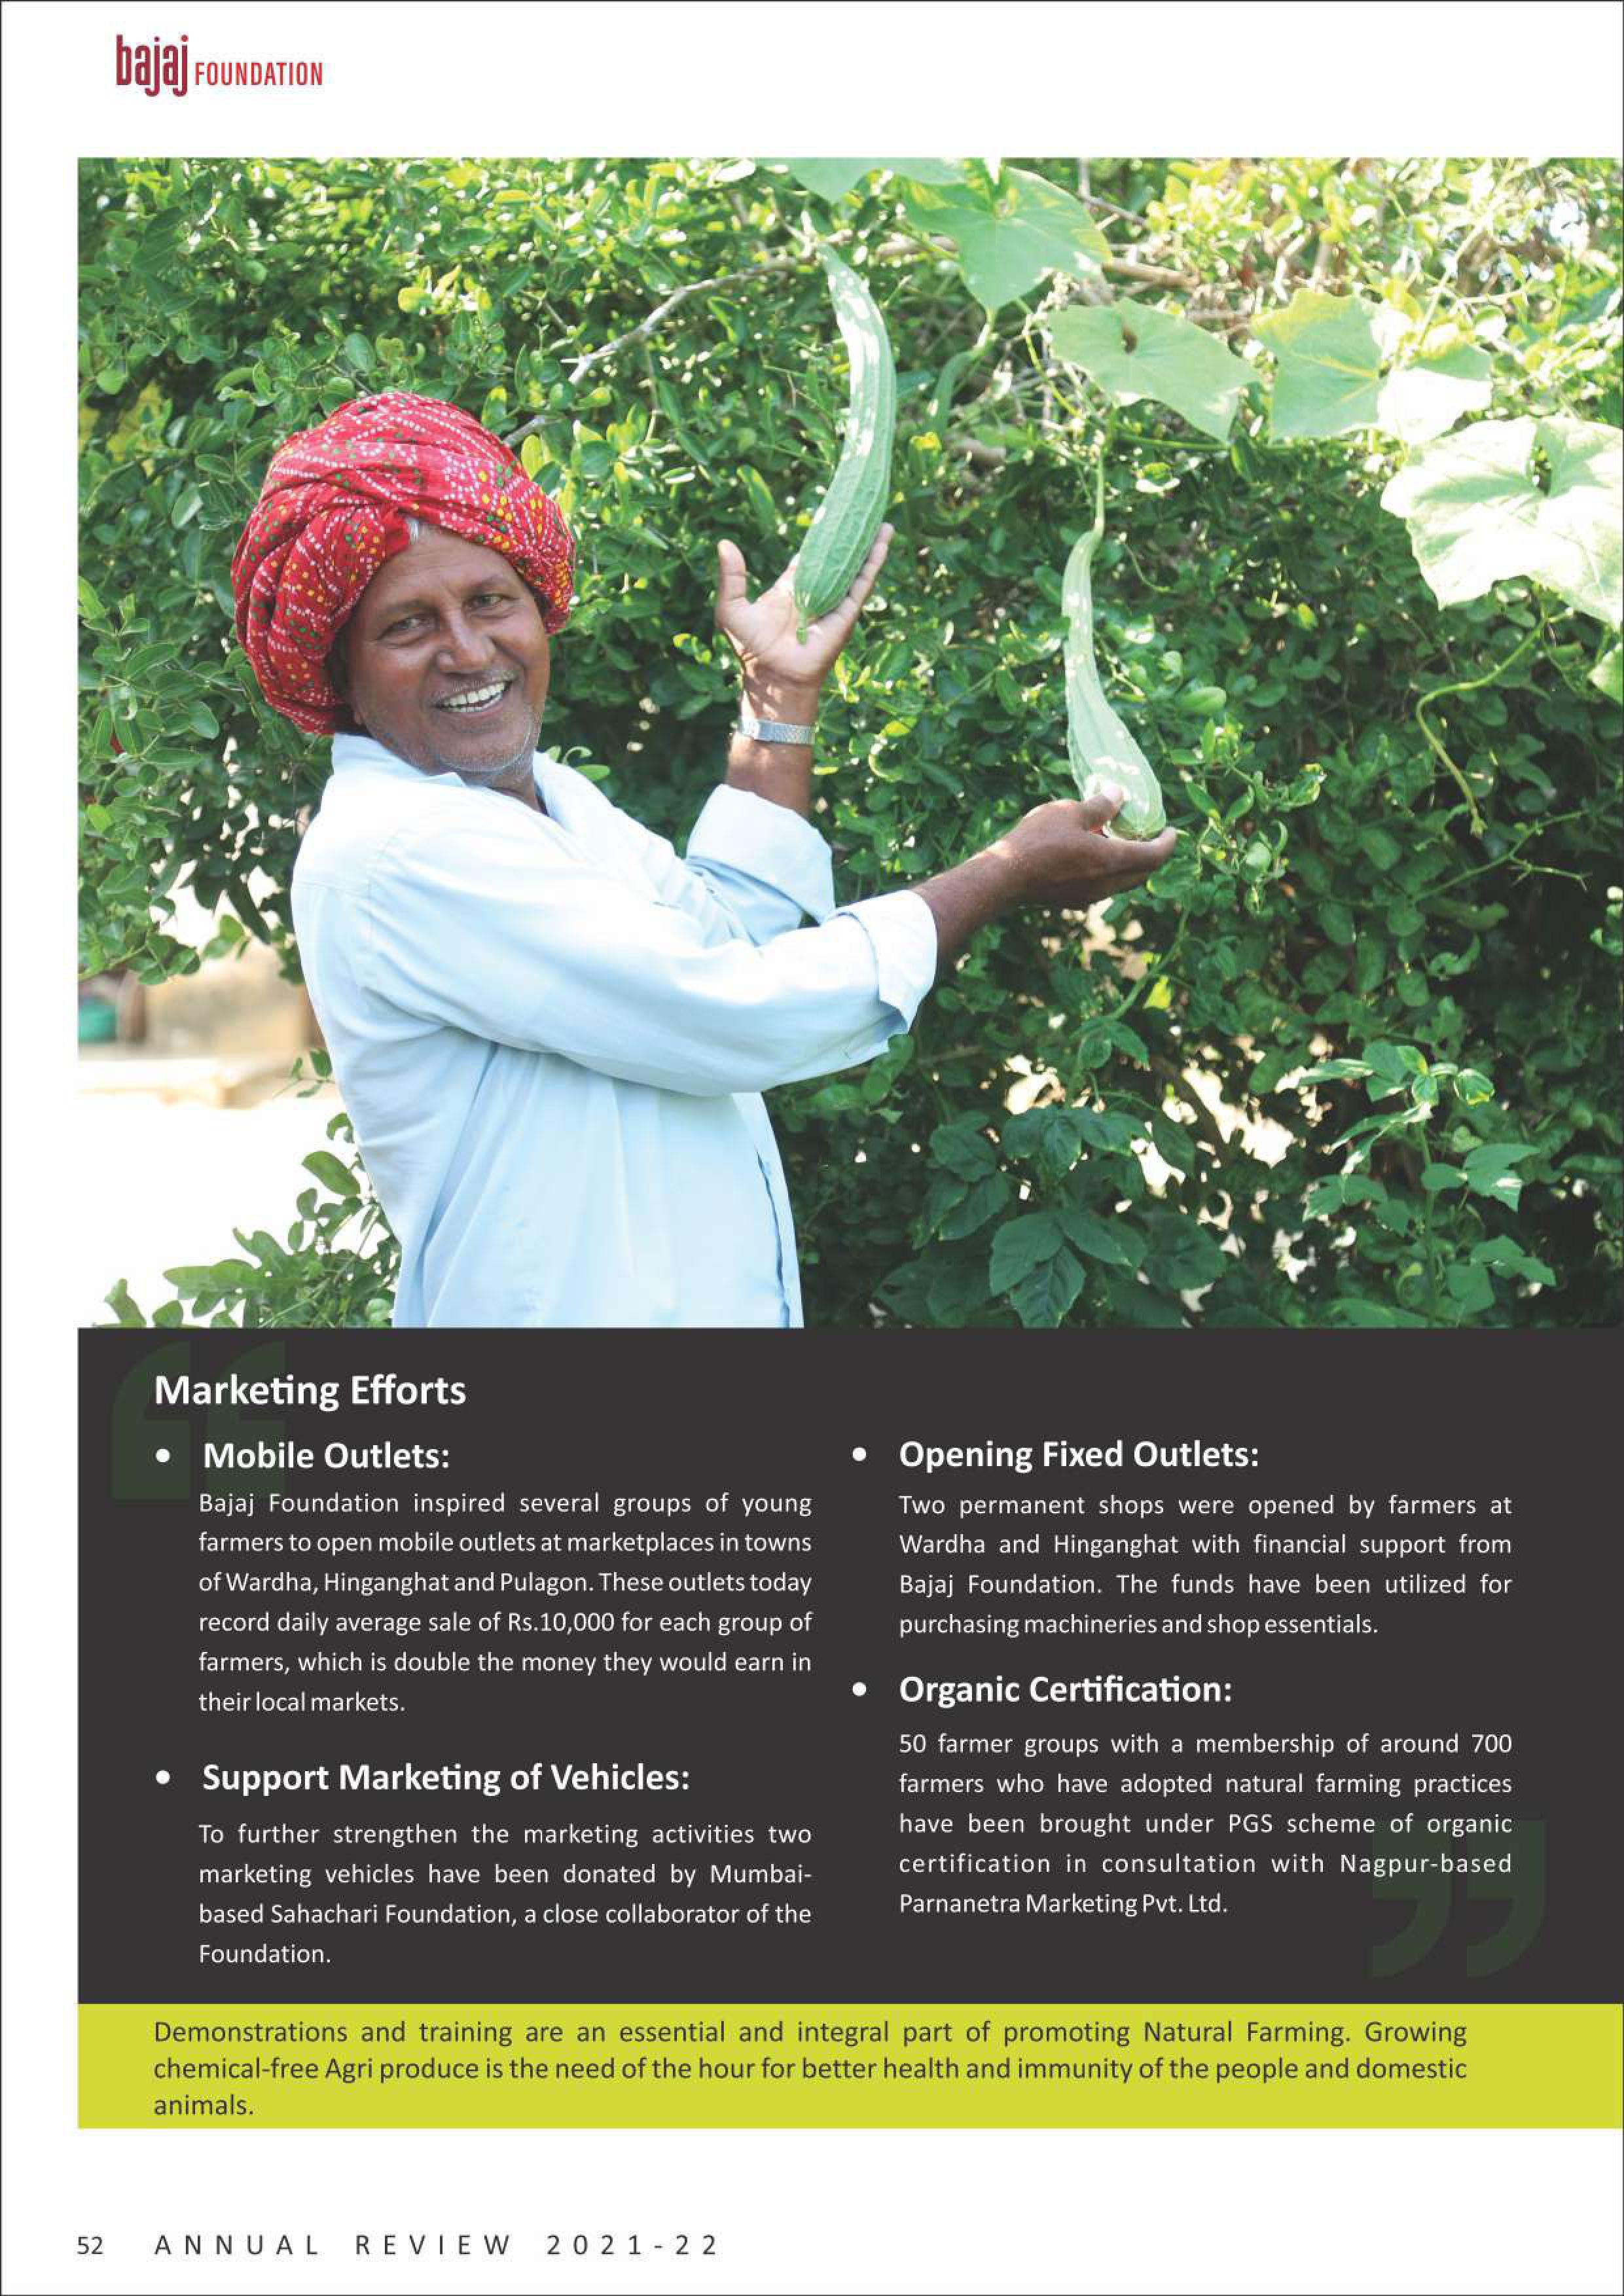 bajaj FOUNDATION
Marketing Efforts
• Mobile Outlets:
Bajaj Foundation inspired several groups of young
farmers to open mobile outlets at marketplaces in towns
of Wardha, Hinganghat and Pulagon. These outlets today
record daily average sale of Rs.10,000 for each group of
farmers, which is double the money they would earn in
their local markets.
• Support Marketing of Vehicles:
To further strengthen the marketing activities two
marketing vehicles have been donated by Mumbai-
based Sahachari Foundation, a close collaborator of the
Foundation.
• Opening Fixed Outlets:
Two permanent shops were opened by farmers at
Wardha and Hinganghat with financial support from
Bajaj Foundation. The funds have been utilized for
purchasing machineries and shop essentials.
• Organic Certification:
50 farmer groups with a membership of around 700
farmers who have adopted natural farming practices
have been brought under PGS scheme of organic
certification in consultation with Nagpur-based
Parnanetra Marketing Pvt. Ltd.
Demonstrations and training are an essential and integral part of promoting Natural Farming. Growing
chemical-free Agri produce is the need of the hour for better health and immunity of the people and domestic
animals.
52 ANNUAL REVIEW 2021-22